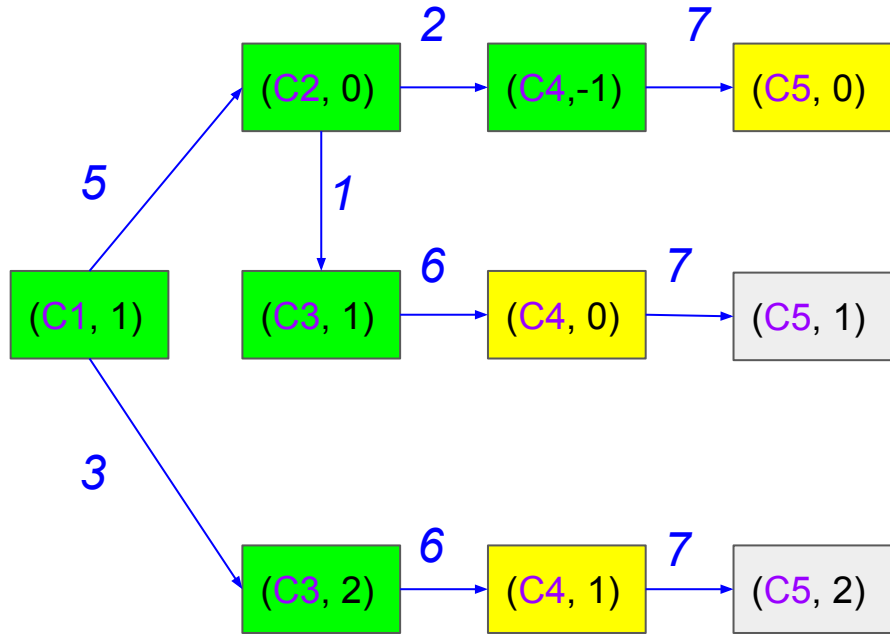 2 7
(C2, 0) (C4,-1) (C5, 0)
5 1
6 7
(C1, 1) (C3, 1) (C4, 0) (C5, 1)
3
6 7
(C3, 2) (C4, 1) (C5, 2)